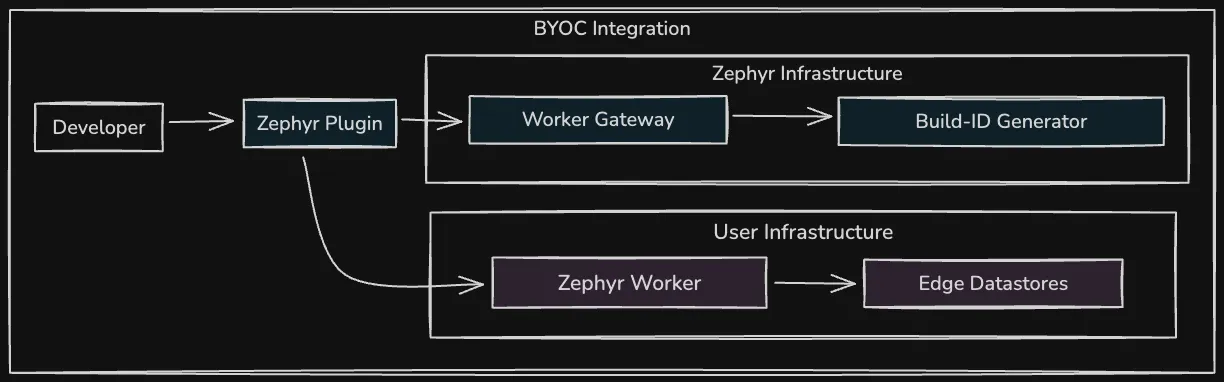 BYOC Integration
Zephyr Infrastructure
Developer
Zephyr Plugin
Worker Gateway
Build-ID Generator
User Infrastructure
Zephyr Worker
Edge Datastores